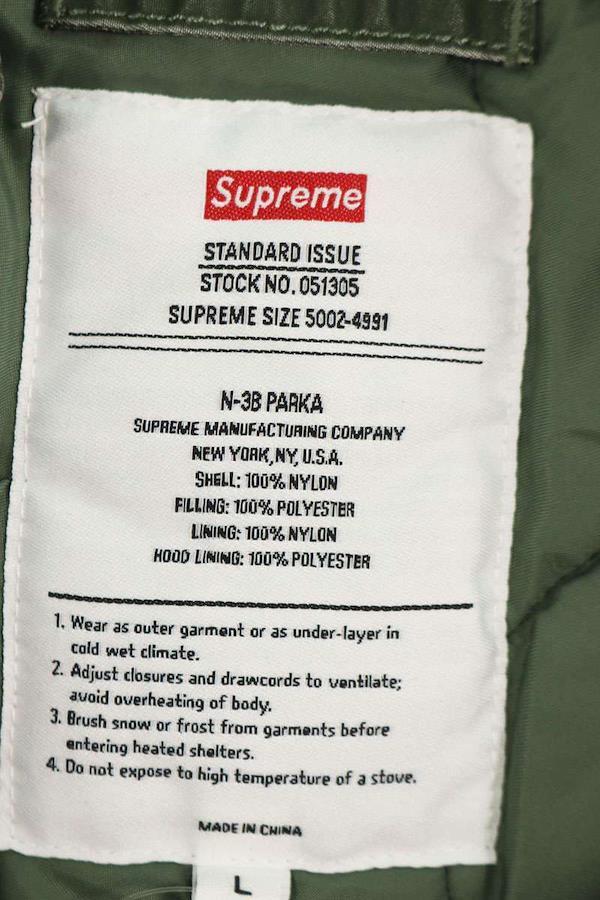 Supreme
STANDARD ISSUE
STOCK NO. 051305
SUPREME SIZE 5002-4991
N-3B PARKA
SUPREME MANUFACTURING COMPANY
NEW YORK, NY, U.S.A.
SHELL: 100% NYLON
FILLING: 100% POLYESTER
LINING: 100% NYLON
HOOD LINING: 100% POLYESTER
1. Wear as outer garment or as under-layer in
cold wet climate.
2. Adjust closures and drawcords to ventilate;
avoid overheating of body.
3. Brush snow or frost from garments before
entering heated shelters.
4. Do not expose to high temperature of a stove.
MADE IN CHINA
L